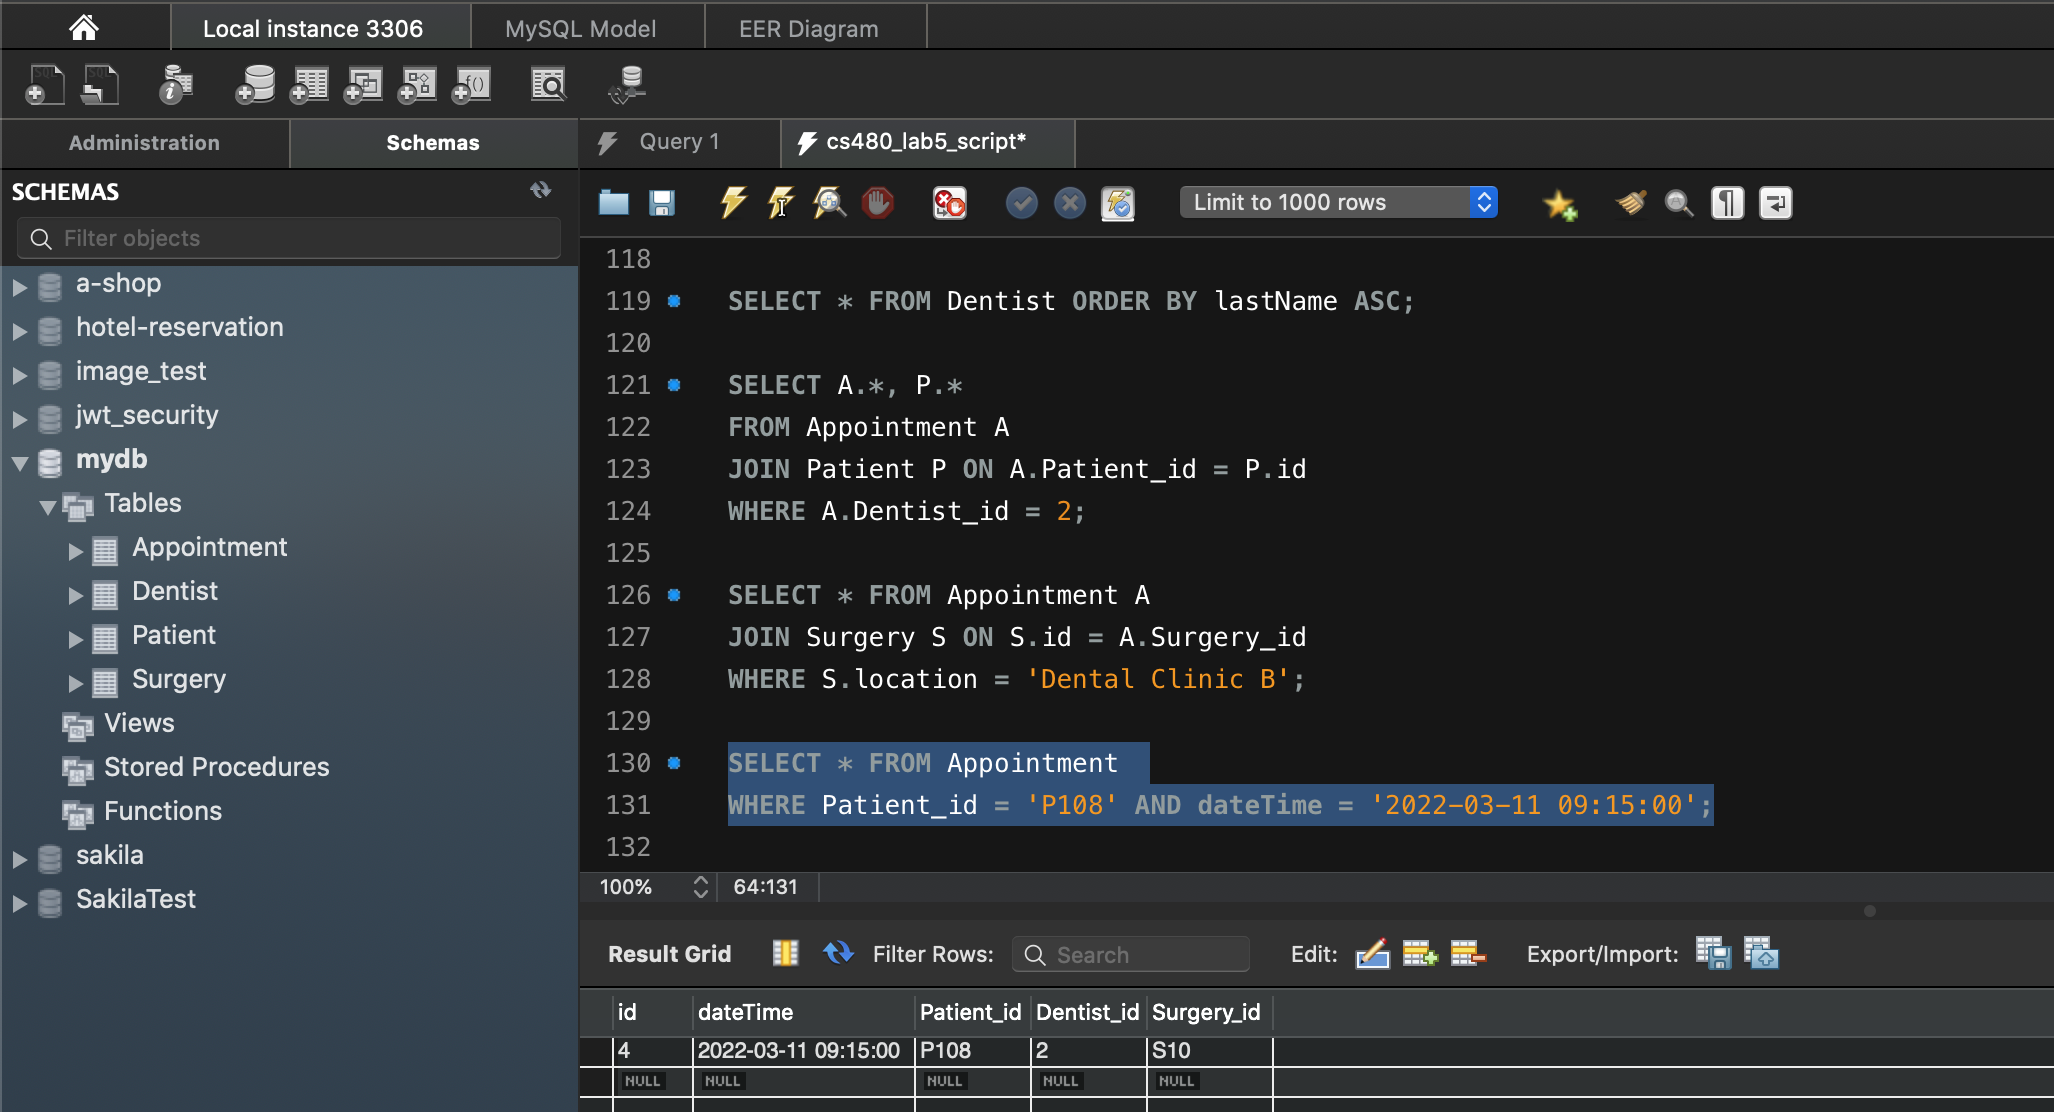 Local instance 3306
MySQL Model
EER Diagram
Administration
Schemas
Query 1
cs480_lab5_script*
SCHEMAS
Filter objects
a-shop
hotel-reservation
image_test
jwt_security
mydb
Tables
Appointment
Dentist
Patient
Surgery
Views
Stored Procedures
Functions
sakila
SakilaTest
Limit to 1000 rows
118
119 SELECT * FROM Dentist ORDER BY lastName ASC;
120
121 SELECT A.*, P.*
122 FROM Appointment A
123 JOIN Patient P ON A.Patient_id = P.id
124 WHERE A.Dentist_id = 2;
125
126 SELECT * FROM Appointment A
127 JOIN Surgery S ON S.id = A.Surgery_id
128 WHERE S.location = 'Dental Clinic B';
129
130 SELECT * FROM Appointment
131 WHERE Patient_id = 'P108' AND dateTime = '2022-03-11 09:15:00';
132
100% 64:131
Result Grid Filter Rows: Search Edit: Export/Import:
id dateTime Patient_id Dentist_id Surgery_id
4 2022-03-11 09:15:00 P108 2 S10
NULL NULL NULL NULL NULL